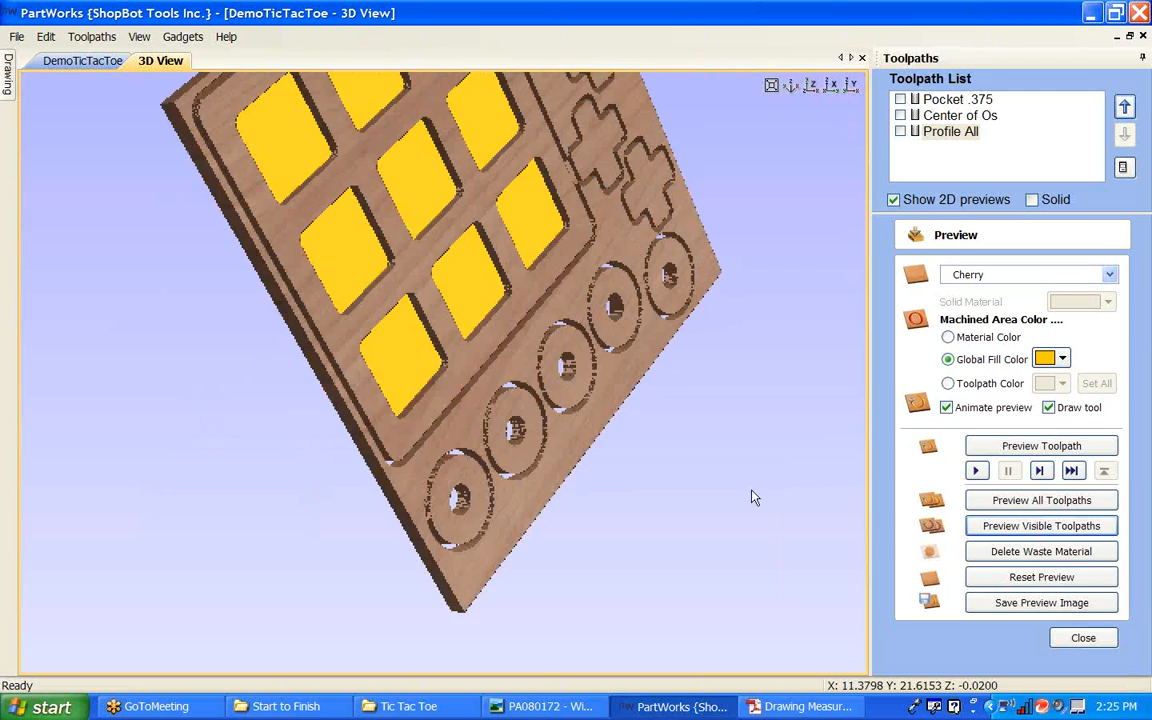 PartWorks {ShopBot Tools Inc.} - [DemoTicTacToe - 3D View]
File Edit Toolpaths View Gadgets Help
Drawing
DemoTicTacToe 3D View
Toolpaths
Toolpath List
Pocket .375
Center of Os
Profile All
Show 2D previews Solid
Preview
Cherry
Solid Material
Machined Area Color ....
Material Color
Global Fill Color
Toolpath Color Set All
Animate preview Draw tool
Preview Toolpath
Preview All Toolpaths
Preview Visible Toolpaths
Delete Waste Material
Reset Preview
Save Preview Image
Close
Ready X: 11.3798 Y: 21.6153 Z: -0.0200
start GoToMeeting Start to Finish Tic Tac Toe PA080172 - Wi... PartWorks {Sho... Drawing Measurem... 2:25 PM